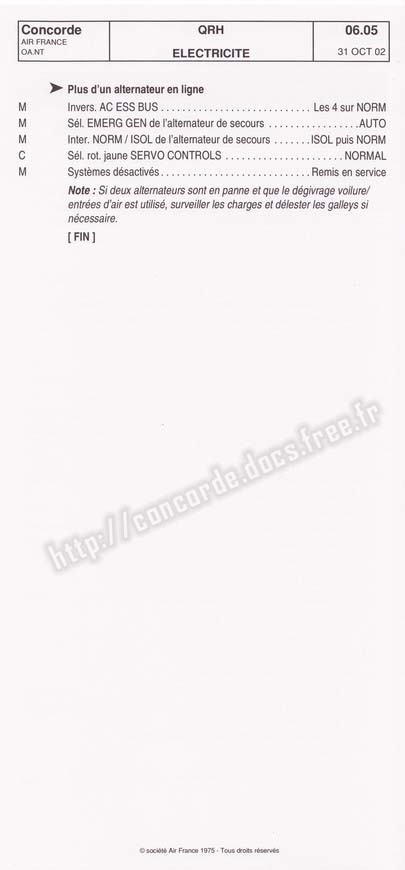 Concorde QRH 06.05
AIR FRANCE
OA.NT ELECTRICITE 31 OCT 02
➤ Plus d'un alternateur en ligne
M Invers. AC ESS BUS . . . . . . . . . . . . . . . . . . . . . . . . . . Les 4 sur NORM
M Sél. EMERG GEN de l'alternateur de secours . . . . . . . . . . . . . . . . AUTO
M Inter. NORM / ISOL de l'alternateur de secours . . . . . . . ISOL puis NORM
C Sél. rot. jaune SERVO CONTROLS . . . . . . . . . . . . . . . . . . . . NORMAL
M Systèmes désactivés . . . . . . . . . . . . . . . . . . . . . . . . . . Remis en service
Note : Si deux alternateurs sont en panne et que le dégivrage voilure/
entrées d'air est utilisé, surveiller les charges et délester les galleys si
nécessaire.
[ FIN ]
http://concorde.docs.free.fr
© société Air France 1975 - Tous droits réservés